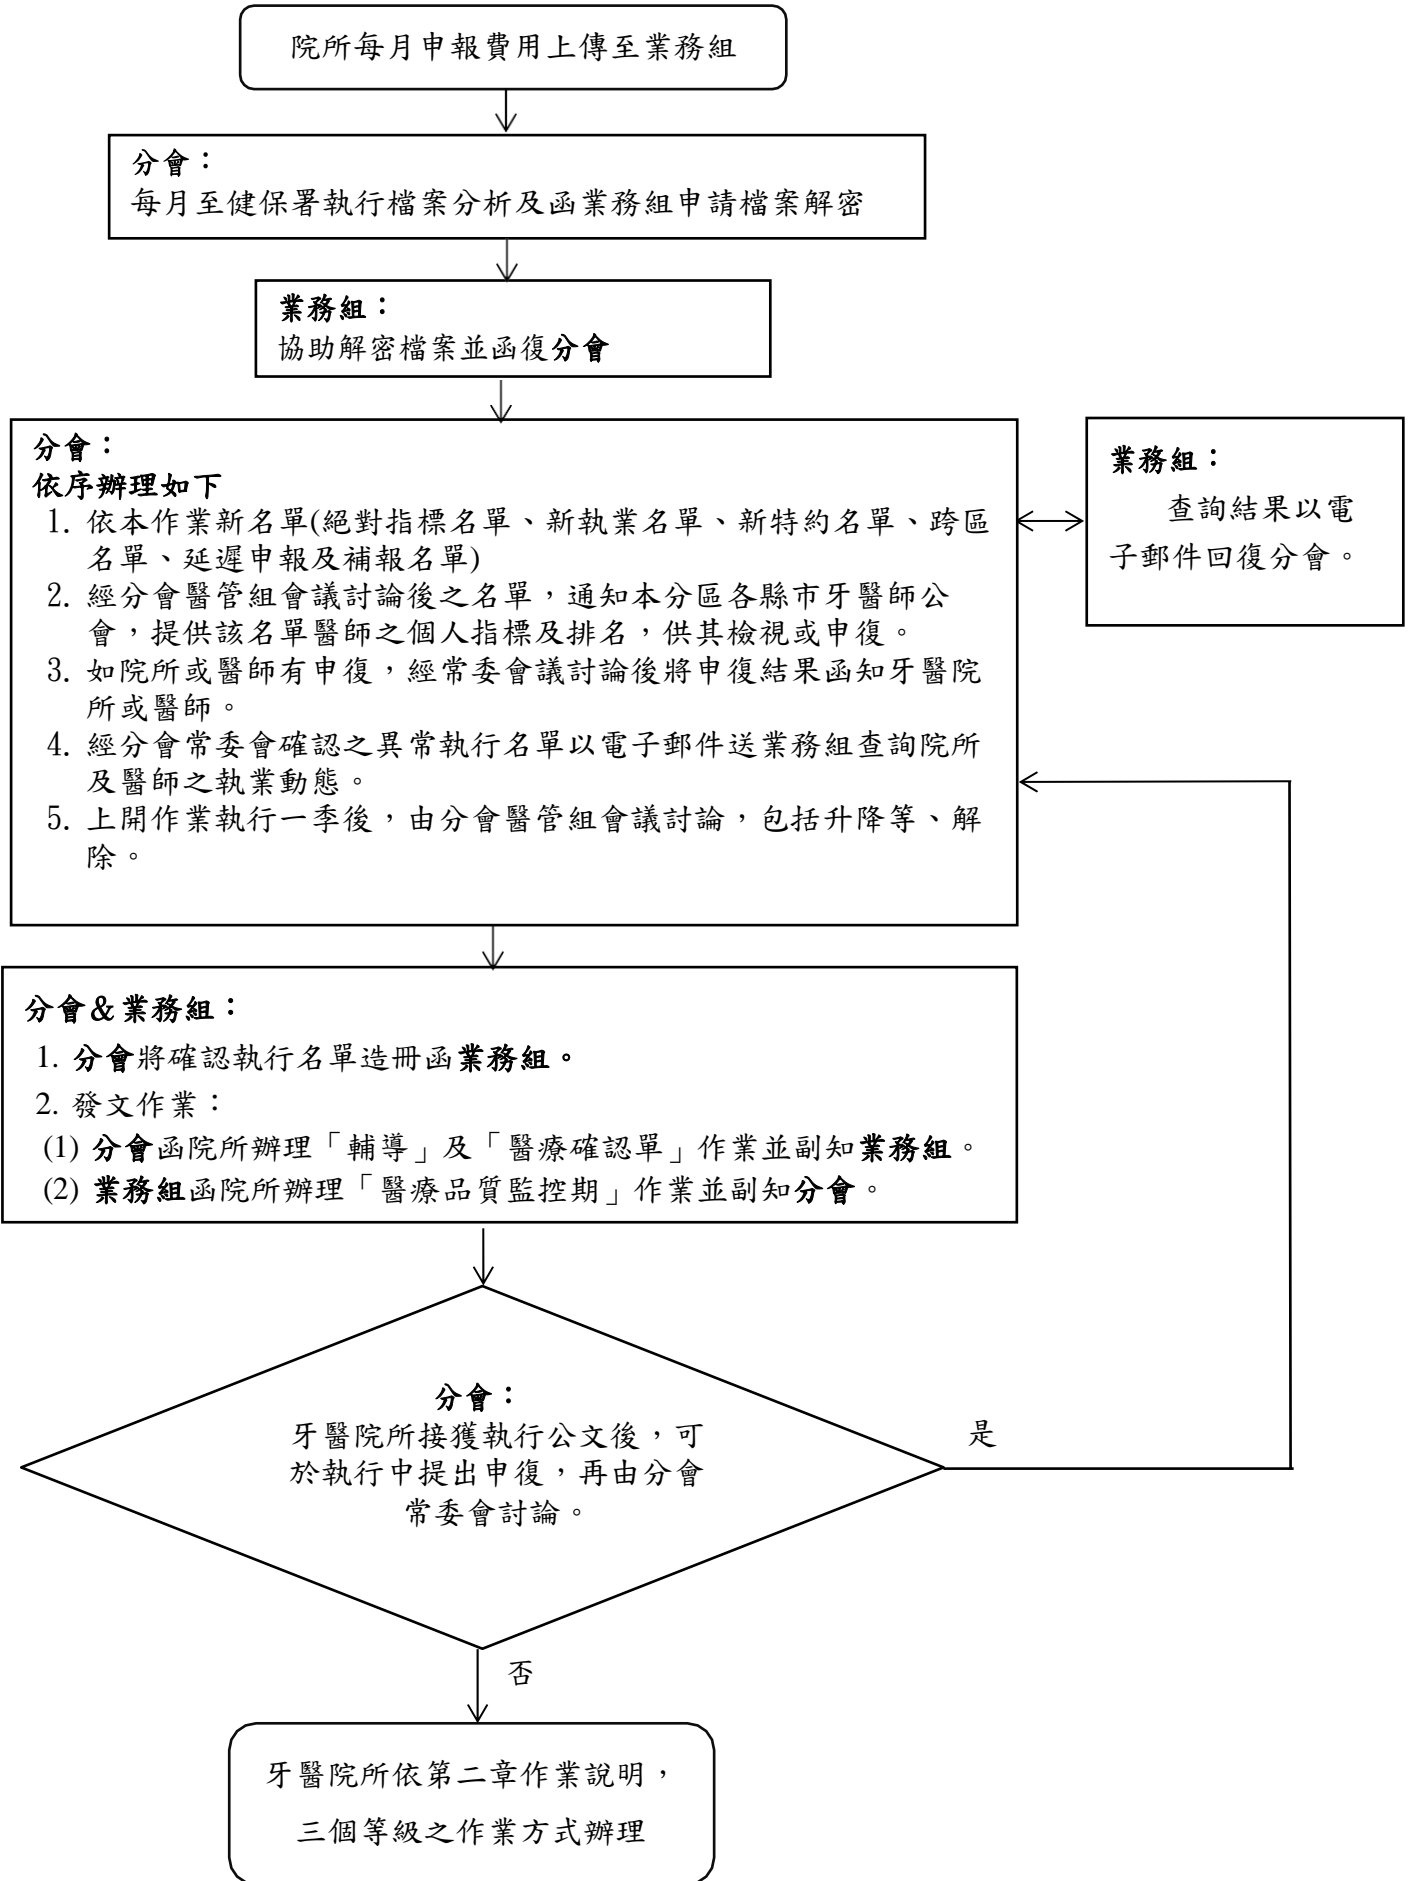 院所每月申報費用上傳至業務組
分會：
每月至健保署執行檔案分析及函業務組申請檔案解密
業務組：
協助解密檔案並函復分會
分會：
依序辦理如下
1. 依本作業新名單(絕對指標名單、新執業名單、新特約名單、跨區
名單、延遲申報及補報名單)
2. 經分會醫管組會議討論後之名單，通知本分區各縣市牙醫師公
會，提供該名單醫師之個人指標及排名，供其檢視或申復。
3. 如院所或醫師有申復，經常委會議討論後將申復結果函知牙醫院
所或醫師。
4. 經分會常委會確認之異常執行名單以電子郵件送業務組查詢院所
及醫師之執業動態。
5. 上開作業執行一季後，由分會醫管組會議討論，包括升降等、解
除。
業務組：
查詢結果以電
子郵件回復分會。
分會&業務組：
1. 分會將確認執行名單造冊函業務組。
2. 發文作業：
(1) 分會函院所辦理「輔導」及「醫療確認單」作業並副知業務組。
(2) 業務組函院所辦理「醫療品質監控期」作業並副知分會。
分會：
牙醫院所接獲執行公文後，可
於執行中提出申復，再由分會
常委會討論。
是
否
牙醫院所依第二章作業說明，
三個等級之作業方式辦理